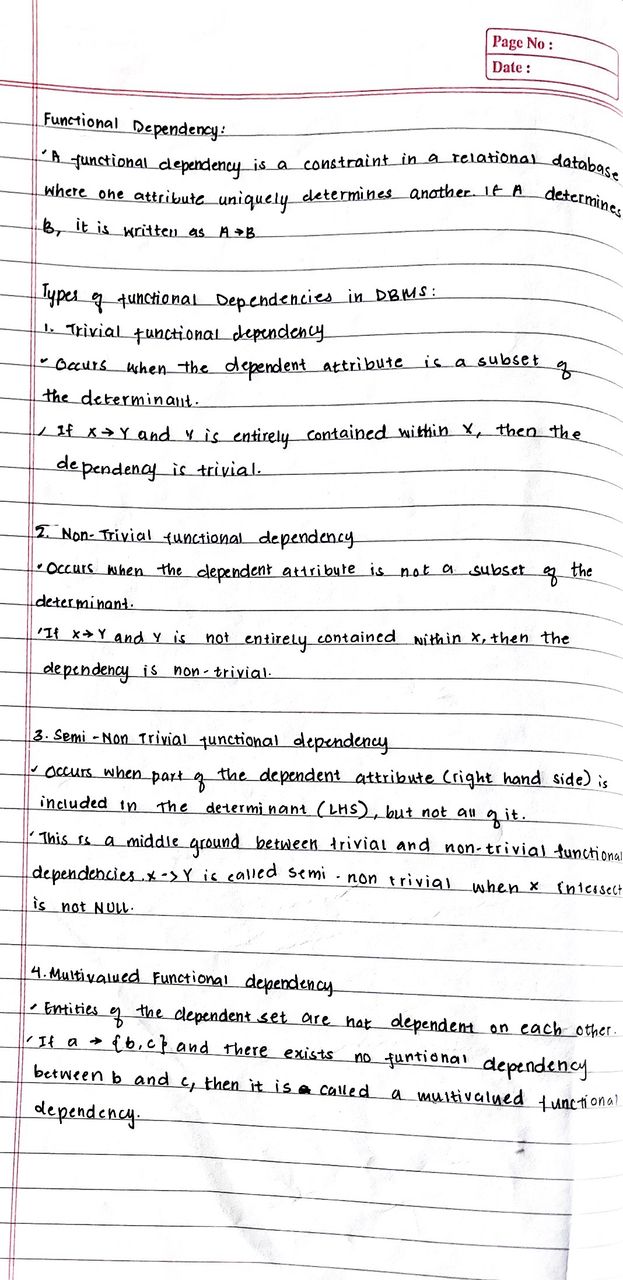 Page No :
Date :
Functional Dependency:
• A functional dependency is a constraint in a relational database
where one attribute uniquely determines another. If A determines
B, it is written as A→B
Types of functional Dependencies in DBMS:
1. Trivial functional dependency
• Occurs when the dependent attribute is a subset of
the determinant.
• If X→Y and Y is entirely contained within X, then the
dependency is trivial.
2. Non-Trivial functional dependency
• Occurs when the dependent attribute is not a subset of the
determinant.
• If X→Y and Y is not entirely contained within X, then the
dependency is non-trivial.
3. Semi-Non Trivial functional dependency
• Occurs when part of the dependent attribute (right hand side) is
included in the determinant (LHS), but not all of it.
• This is a middle ground between trivial and non-trivial functional
dependencies. X->Y is called semi-non trivial when X intersect
is not NULL.
4. Multivalued Functional dependency
• Entities of the dependent set are not dependent on each other.
• If a → {b,c} and there exists no funtional dependency
between b and c, then it is called a multivalued functional
dependency.